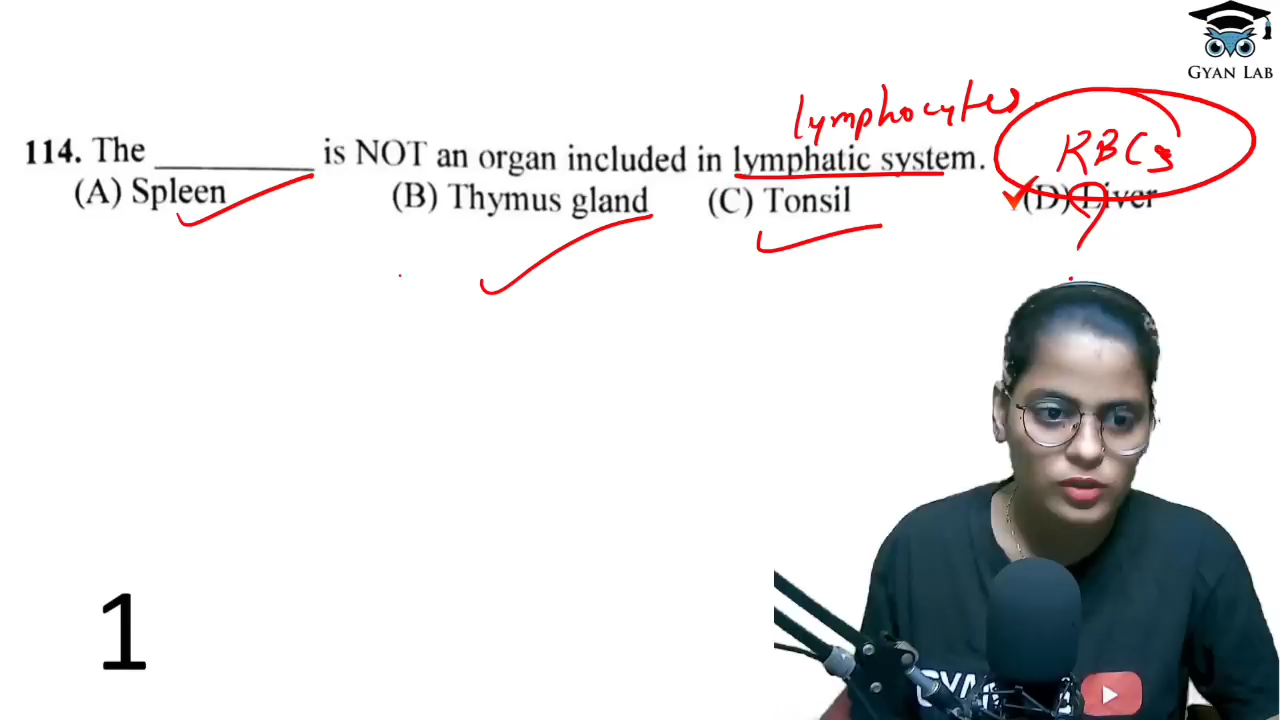 GYAN LAB
lymphocytes
RBCs
114. The __________ is NOT an organ included in lymphatic system.
(A) Spleen (B) Thymus gland (C) Tonsil (D) Liver
1